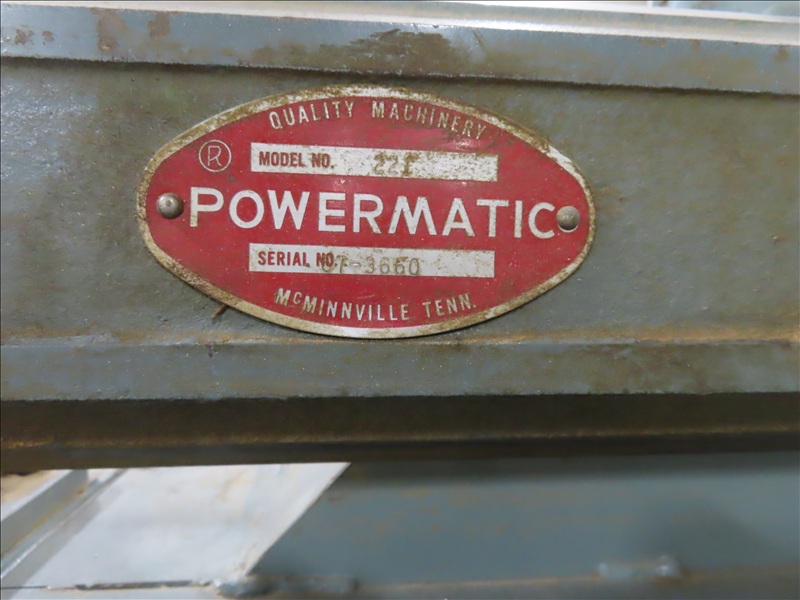 QUALITY MACHINERY
® MODEL NO.
POWERMATIC
SERIAL NO. -3660
McMINNVILLE TENN.